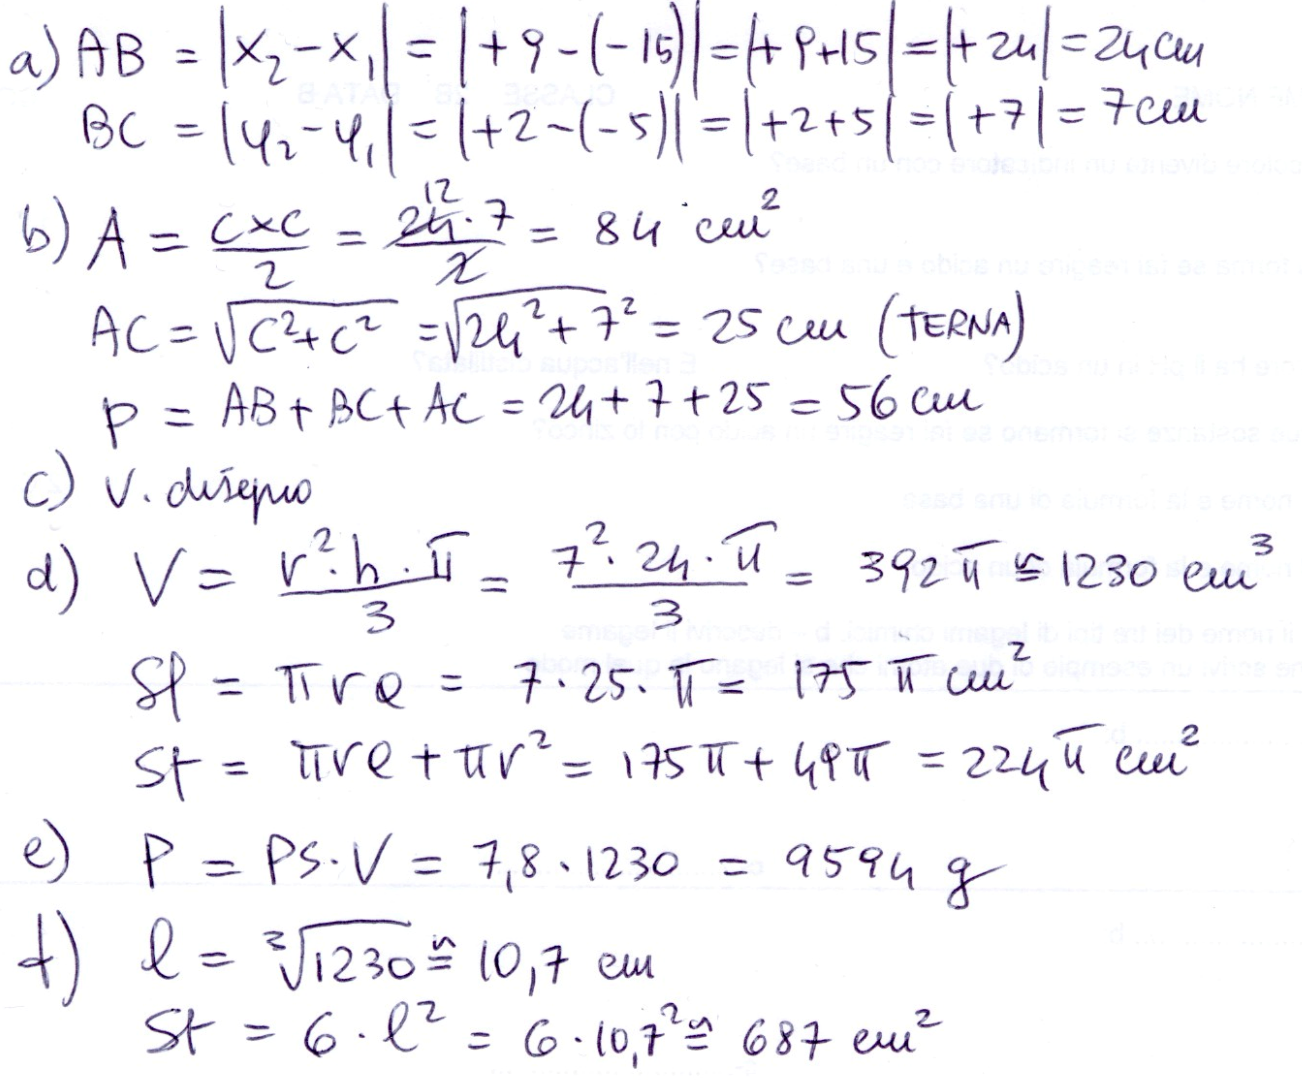 a) AB = |x₂ - x₁| = |+9-(-15)| = |+9+15| = |+24| = 24 cm
BC = |y₂ - y₁| = |+2-(-5)| = |+2+5| = |+7| = 7 cm
b) A = C×c/2 = 24·7/2 = 84 cm² 12
AC = √C²+c² = √24²+7² = 25 cm (TERNA)
p = AB + BC + AC = 24 + 7 + 25 = 56 cm
c) V. disegno
d) V = r²·h·π/3 = 7²·24·π/3 = 392π ≅ 1230 cm³
Sl = πrl = 7·25·π = 175 π cm²
St = πrl + πr² = 175π + 49π = 224π cm²
e) P = PS·V = 7,8·1230 = 9594 g
f) l = ³√1230 ≅ 10,7 cm
St = 6·l² = 6·10,7² ≅ 687 cm²